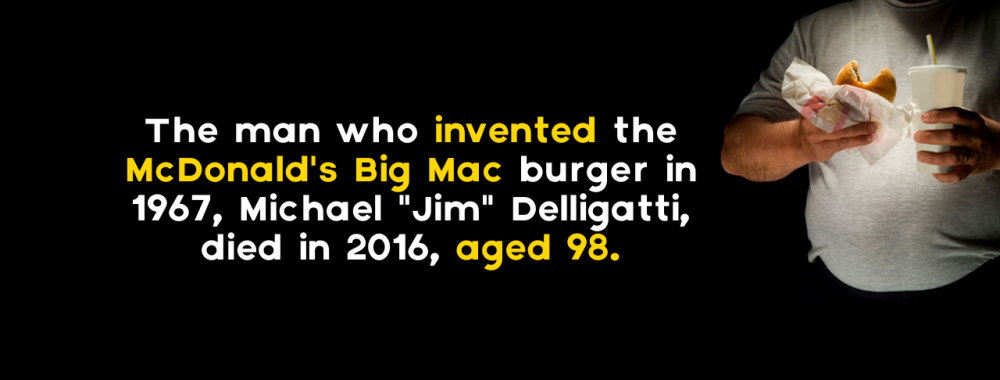 The man who invented the
McDonald's Big Mac burger in
1967, Michael "Jim" Delligatti,
died in 2016, aged 98.